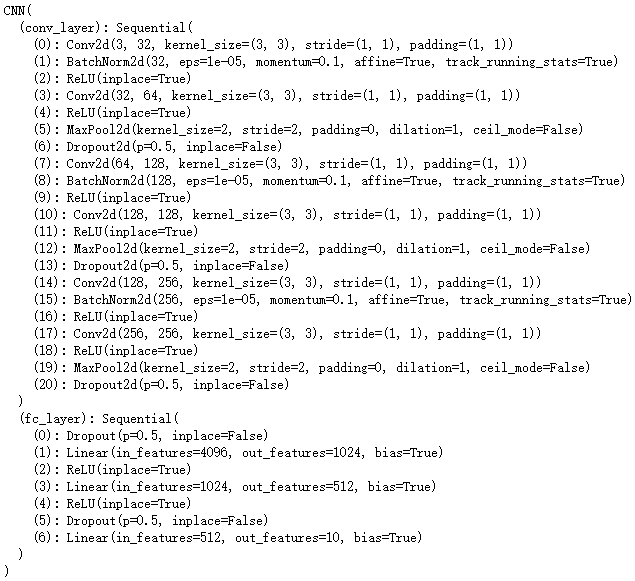 CNN(
  (conv_layer): Sequential(
    (0): Conv2d(3, 32, kernel_size=(3, 3), stride=(1, 1), padding=(1, 1))
    (1): BatchNorm2d(32, eps=1e-05, momentum=0.1, affine=True, track_running_stats=True)
    (2): ReLU(inplace=True)
    (3): Conv2d(32, 64, kernel_size=(3, 3), stride=(1, 1), padding=(1, 1))
    (4): ReLU(inplace=True)
    (5): MaxPool2d(kernel_size=2, stride=2, padding=0, dilation=1, ceil_mode=False)
    (6): Dropout2d(p=0.5, inplace=False)
    (7): Conv2d(64, 128, kernel_size=(3, 3), stride=(1, 1), padding=(1, 1))
    (8): BatchNorm2d(128, eps=1e-05, momentum=0.1, affine=True, track_running_stats=True)
    (9): ReLU(inplace=True)
    (10): Conv2d(128, 128, kernel_size=(3, 3), stride=(1, 1), padding=(1, 1))
    (11): ReLU(inplace=True)
    (12): MaxPool2d(kernel_size=2, stride=2, padding=0, dilation=1, ceil_mode=False)
    (13): Dropout2d(p=0.5, inplace=False)
    (14): Conv2d(128, 256, kernel_size=(3, 3), stride=(1, 1), padding=(1, 1))
    (15): BatchNorm2d(256, eps=1e-05, momentum=0.1, affine=True, track_running_stats=True)
    (16): ReLU(inplace=True)
    (17): Conv2d(256, 256, kernel_size=(3, 3), stride=(1, 1), padding=(1, 1))
    (18): ReLU(inplace=True)
    (19): MaxPool2d(kernel_size=2, stride=2, padding=0, dilation=1, ceil_mode=False)
    (20): Dropout2d(p=0.5, inplace=False)
  )
  (fc_layer): Sequential(
    (0): Dropout(p=0.5, inplace=False)
    (1): Linear(in_features=4096, out_features=1024, bias=True)
    (2): ReLU(inplace=True)
    (3): Linear(in_features=1024, out_features=512, bias=True)
    (4): ReLU(inplace=True)
    (5): Dropout(p=0.5, inplace=False)
    (6): Linear(in_features=512, out_features=10, bias=True)
  )
)